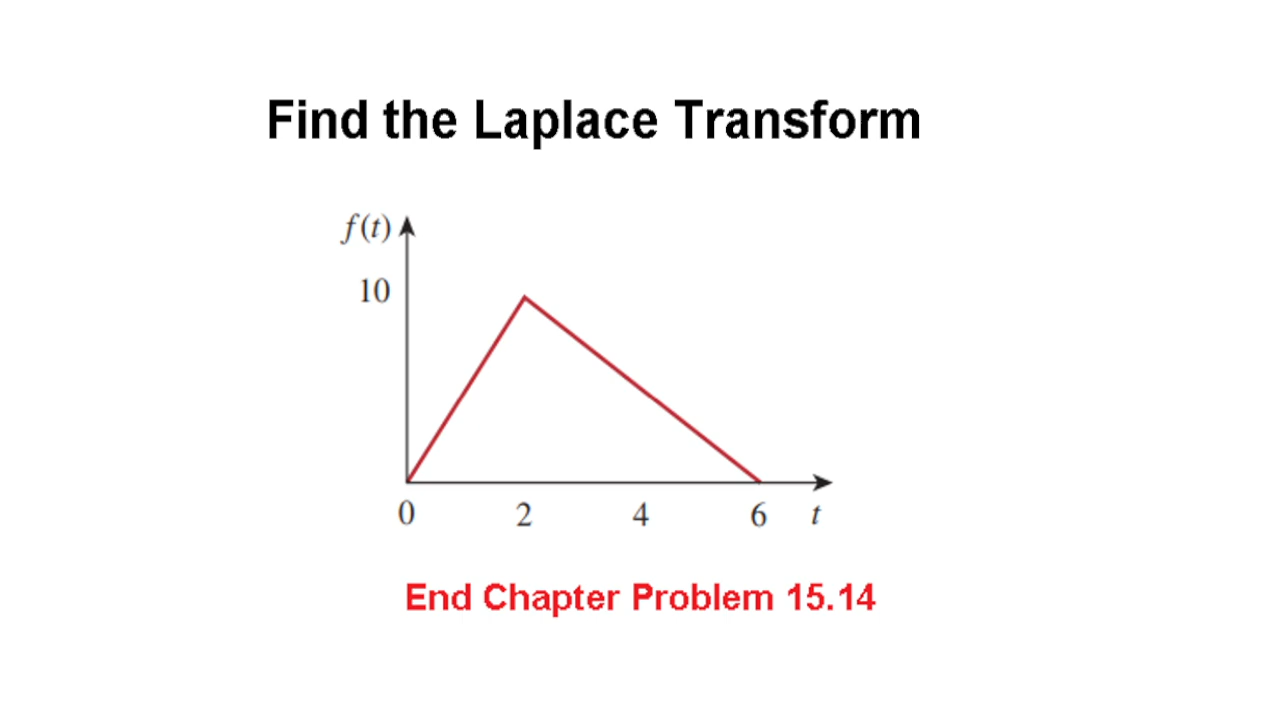 Find the Laplace Transform
f(t)
10
0 2 4 6 t
End Chapter Problem 15.14